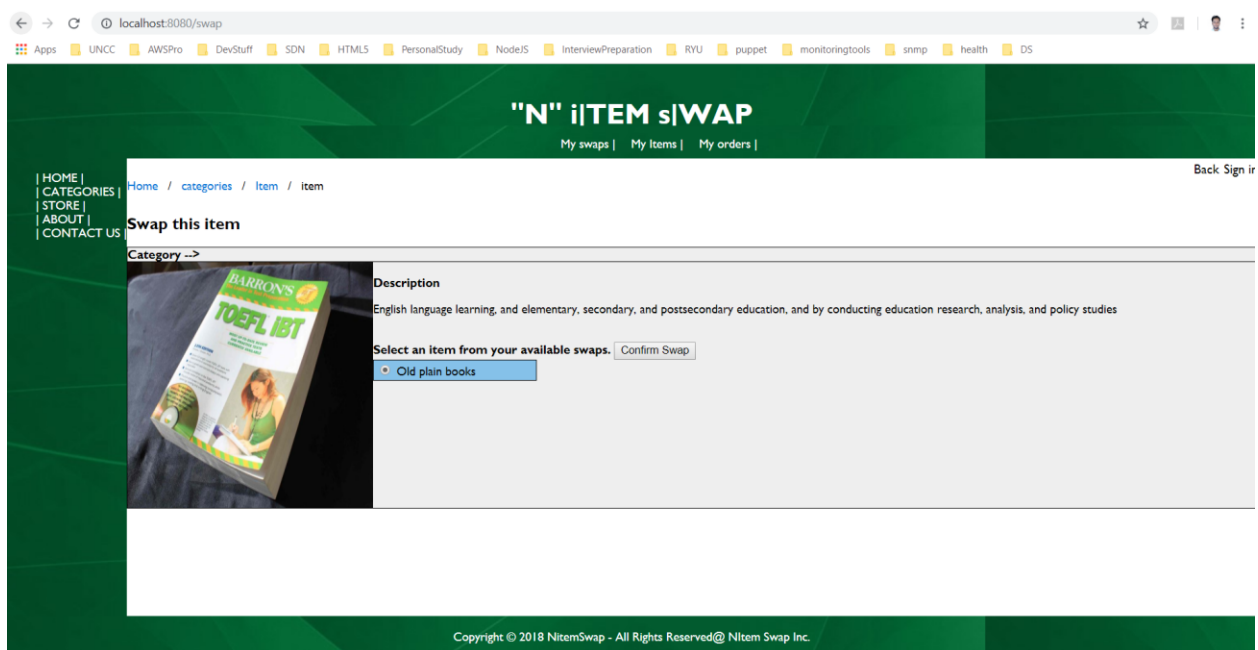 localhost:8080/swap
Apps UNCC AWSPro DevStuff SDN HTML5 PersonalStudy NodeJS InterviewPreparation RYU puppet monitoringtools snmp health DS
"N" i|TEM s|WAP
My swaps | My Items | My orders |
Back Sign in
| HOME |
| CATEGORIES |
| STORE |
| ABOUT |
| CONTACT US |
Home / categories / Item / item
Swap this item
Category -->
BARRON'S
TOEFL iBT
Description
English language learning, and elementary, secondary, and postsecondary education, and by conducting education research, analysis, and policy studies
Select an item from your available swaps. Confirm Swap
Old plain books
Copyright © 2018 NitemSwap - All Rights Reserved@ NItem Swap Inc.